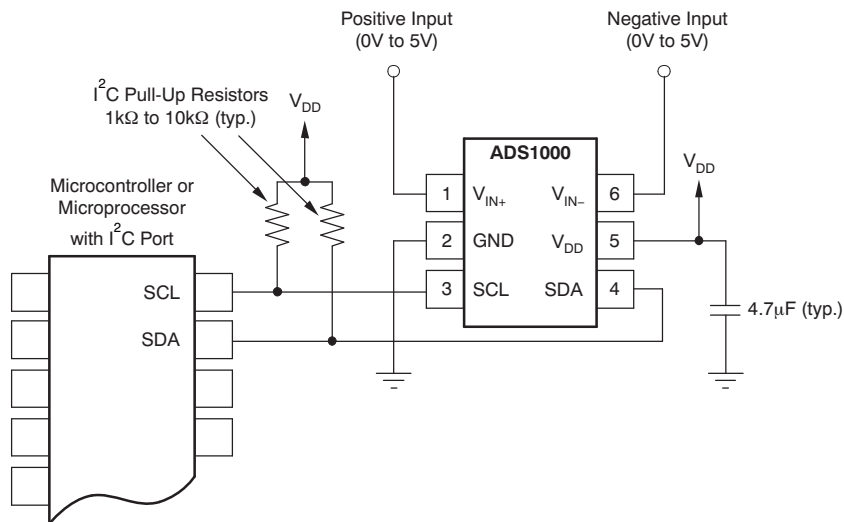 Positive Input
(0V to 5V)
Negative Input
(0V to 5V)
I²C Pull-Up Resistors
1kΩ to 10kΩ (typ.)
V_DD
Microcontroller or
Microprocessor
with I²C Port
SCL
SDA
ADS1000
1 V_IN+ V_IN– 6
2 GND V_DD 5
3 SCL SDA 4
V_DD
4.7μF (typ.)